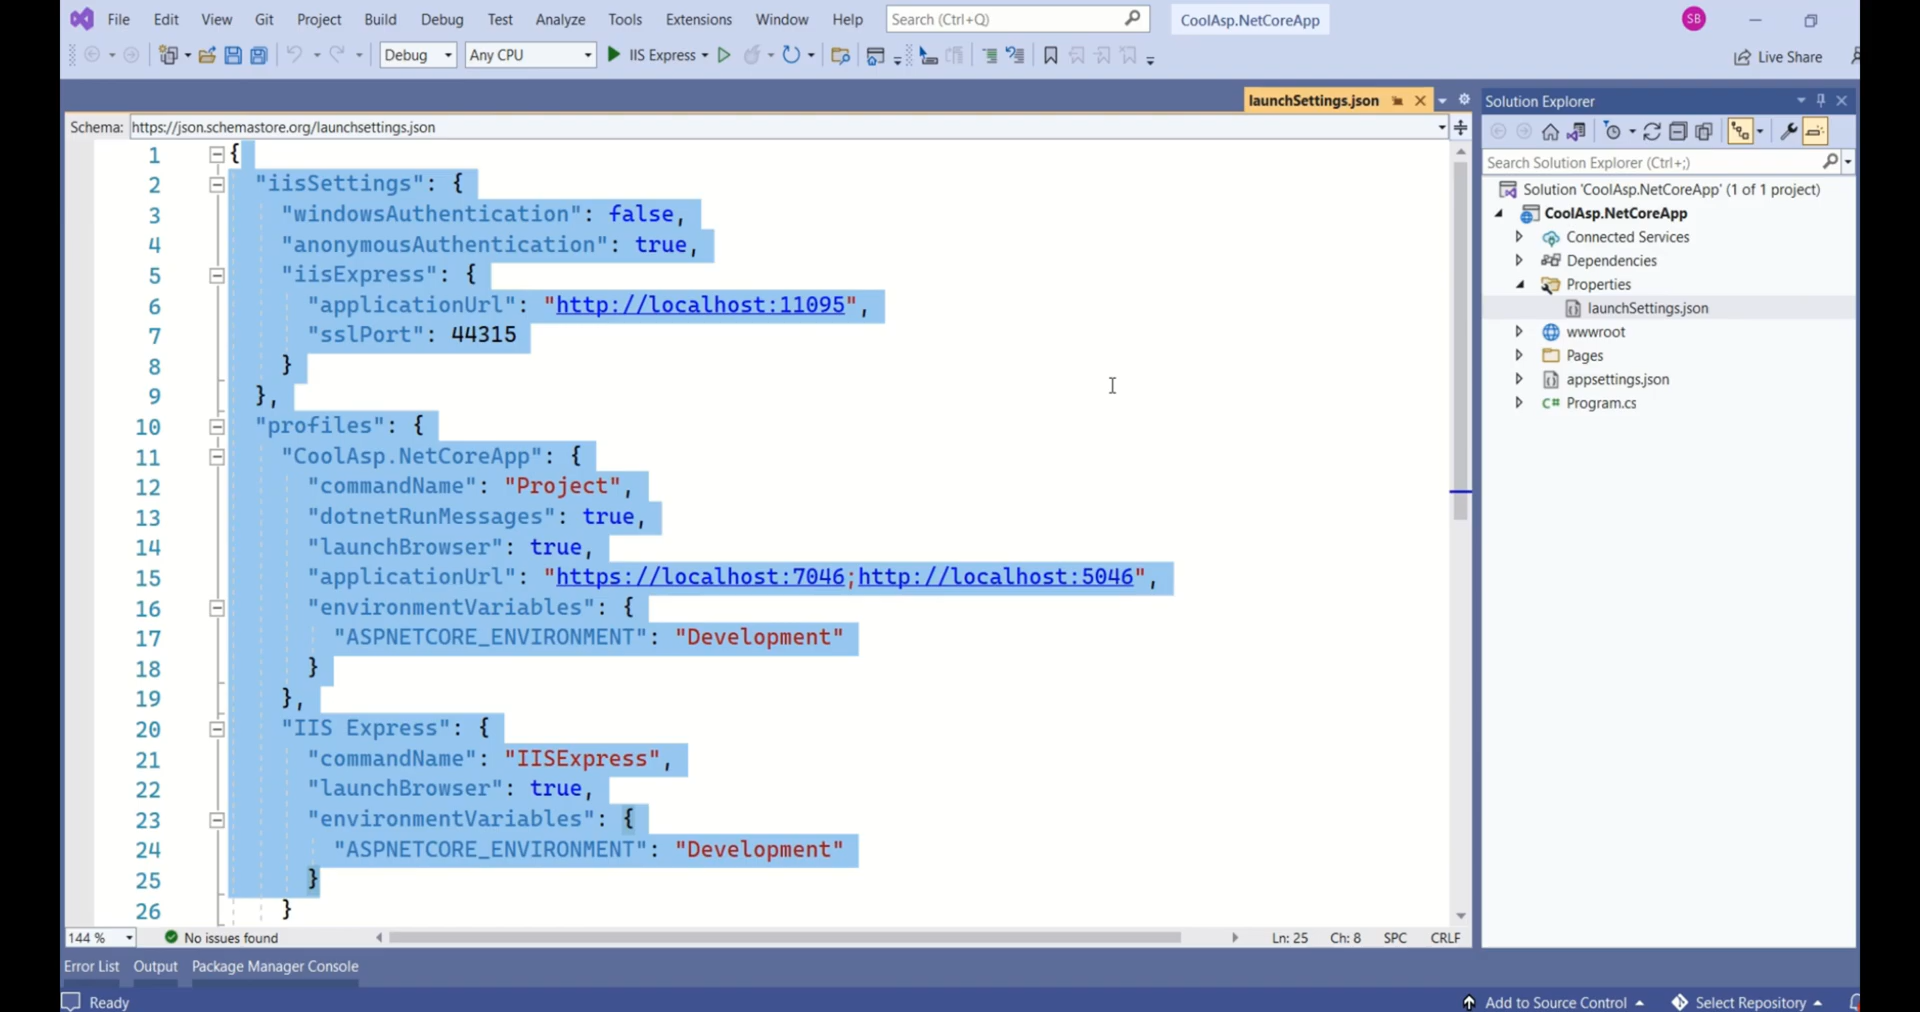 File Edit View Git Project Build Debug Test Analyze Tools Extensions Window Help Search (Ctrl+Q) CoolAsp.NetCoreApp SB
Debug Any CPU IIS Express Live Share
launchSettings.json
Schema: https://json.schemastore.org/launchsettings.json
1 {
2 "iisSettings": {
3 "windowsAuthentication": false,
4 "anonymousAuthentication": true,
5 "iisExpress": {
6 "applicationUrl": "http://localhost:11095",
7 "sslPort": 44315
8 }
9 },
10 "profiles": {
11 "CoolAsp.NetCoreApp": {
12 "commandName": "Project",
13 "dotnetRunMessages": true,
14 "launchBrowser": true,
15 "applicationUrl": "https://localhost:7046;http://localhost:5046",
16 "environmentVariables": {
17 "ASPNETCORE_ENVIRONMENT": "Development"
18 }
19 },
20 "IIS Express": {
21 "commandName": "IISExpress",
22 "launchBrowser": true,
23 "environmentVariables": {
24 "ASPNETCORE_ENVIRONMENT": "Development"
25 }
26 }
144 % No issues found Ln: 25 Ch: 8 SPC CRLF
Solution Explorer
Search Solution Explorer (Ctrl+;)
Solution 'CoolAsp.NetCoreApp' (1 of 1 project)
CoolAsp.NetCoreApp
Connected Services
Dependencies
Properties
launchSettings.json
wwwroot
Pages
appsettings.json
C# Program.cs
Error List Output Package Manager Console
Ready Add to Source Control Select Repository